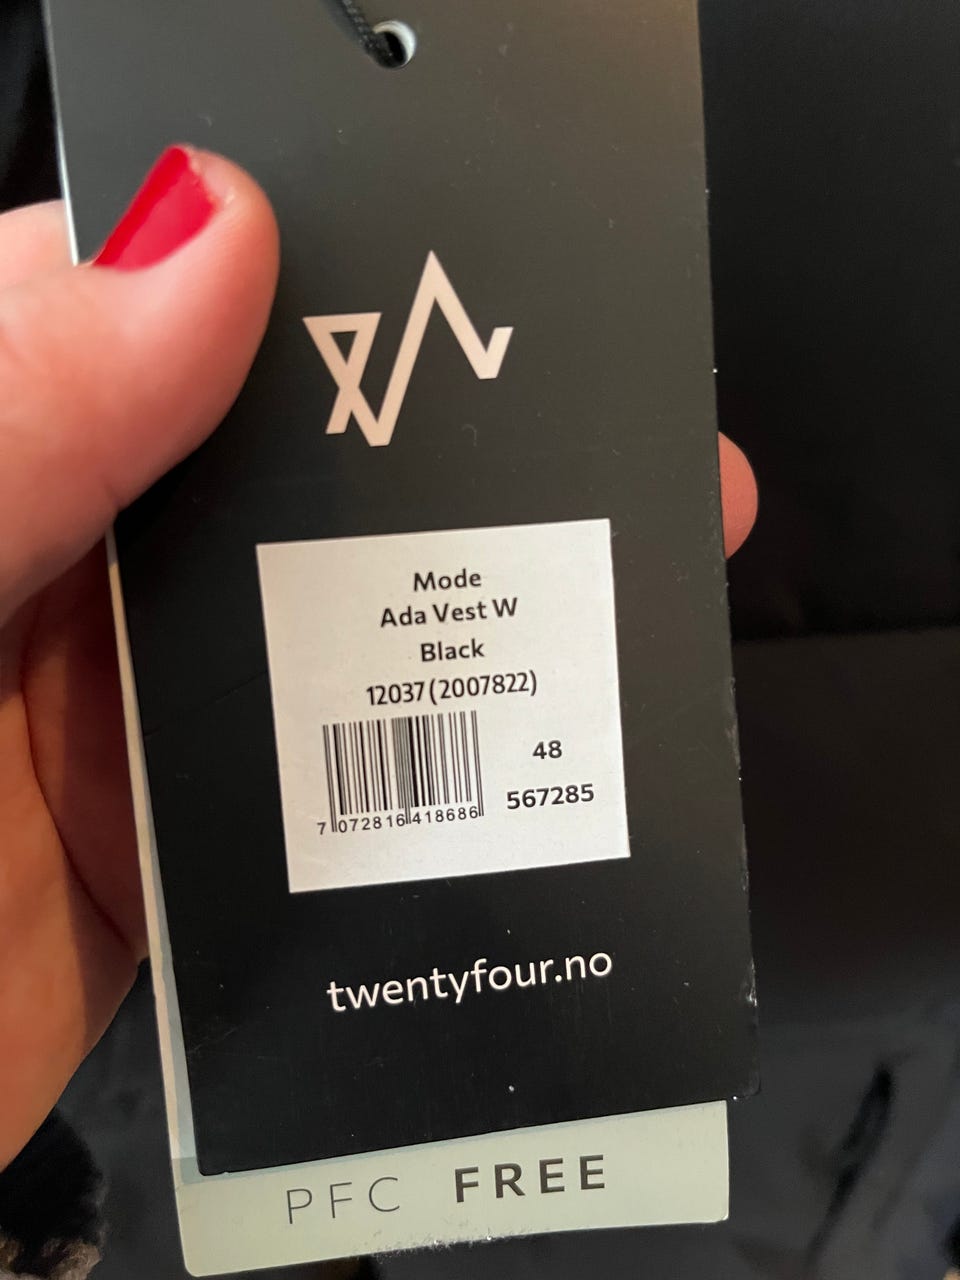 Mode
Ada Vest W
Black
12037 (2007822)
48
567285
7 072816 418686
twentyfour.no
PFC FREE